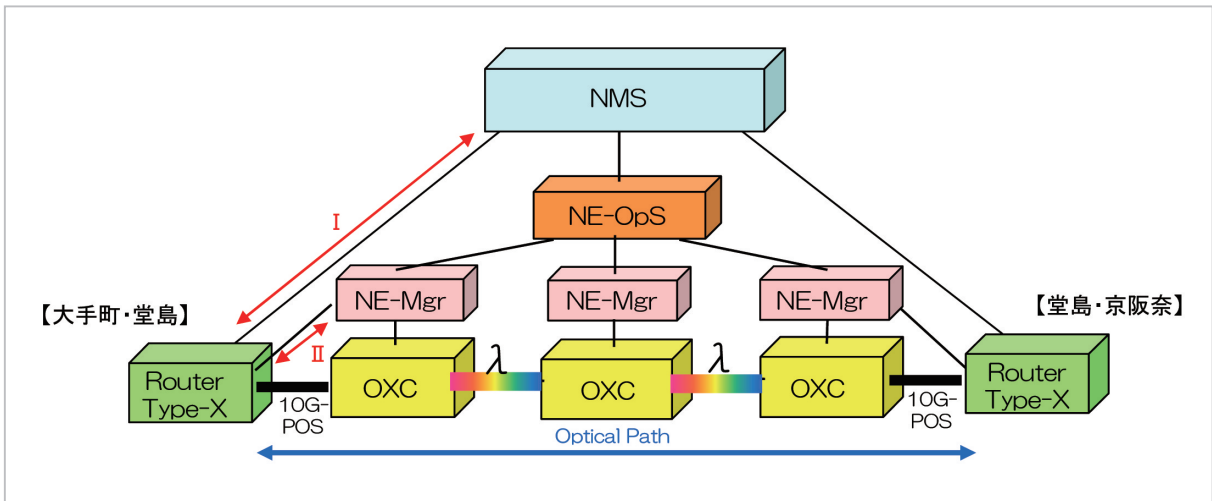 NMS
NE-OpS
I
NE-Mgr
NE-Mgr
NE-Mgr
【大手町・堂島】
【堂島・京阪奈】
II
Router
Type-X
10G-
POS
OXC
λ
OXC
λ
OXC
10G-
POS
Router
Type-X
Optical Path